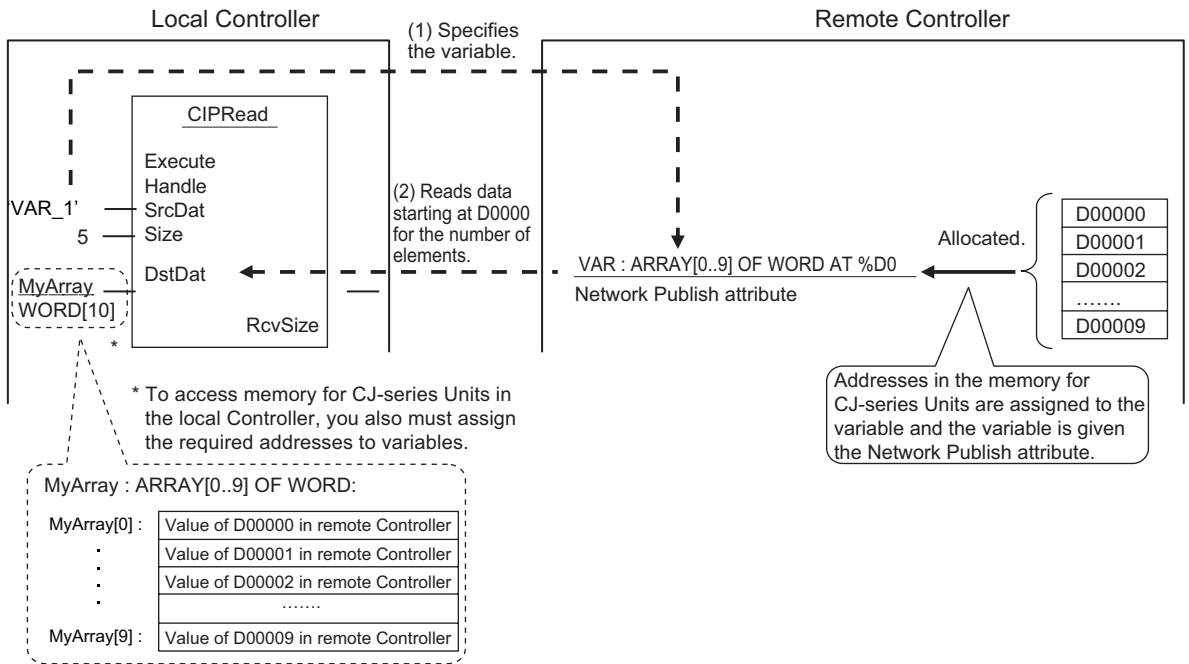 Local Controller
Remote Controller
(1) Specifies
the variable.
CIPRead
Execute
Handle
'VAR_1'
SrcDat
5
Size
DstDat
MyArray
WORD[10]
RcvSize
*
(2) Reads data
starting at D0000
for the number of
elements.
VAR : ARRAY[0..9] OF WORD AT %D0
Network Publish attribute
Allocated.
D00000
D00001
D00002
.......
D00009
Addresses in the memory for
CJ-series Units are assigned to the
variable and the variable is given
the Network Publish attribute.
* To access memory for CJ-series Units in
the local Controller, you also must assign
the required addresses to variables.
MyArray : ARRAY[0..9] OF WORD:
MyArray[0] : Value of D00000 in remote Controller
Value of D00001 in remote Controller
Value of D00002 in remote Controller
.......
MyArray[9] : Value of D00009 in remote Controller